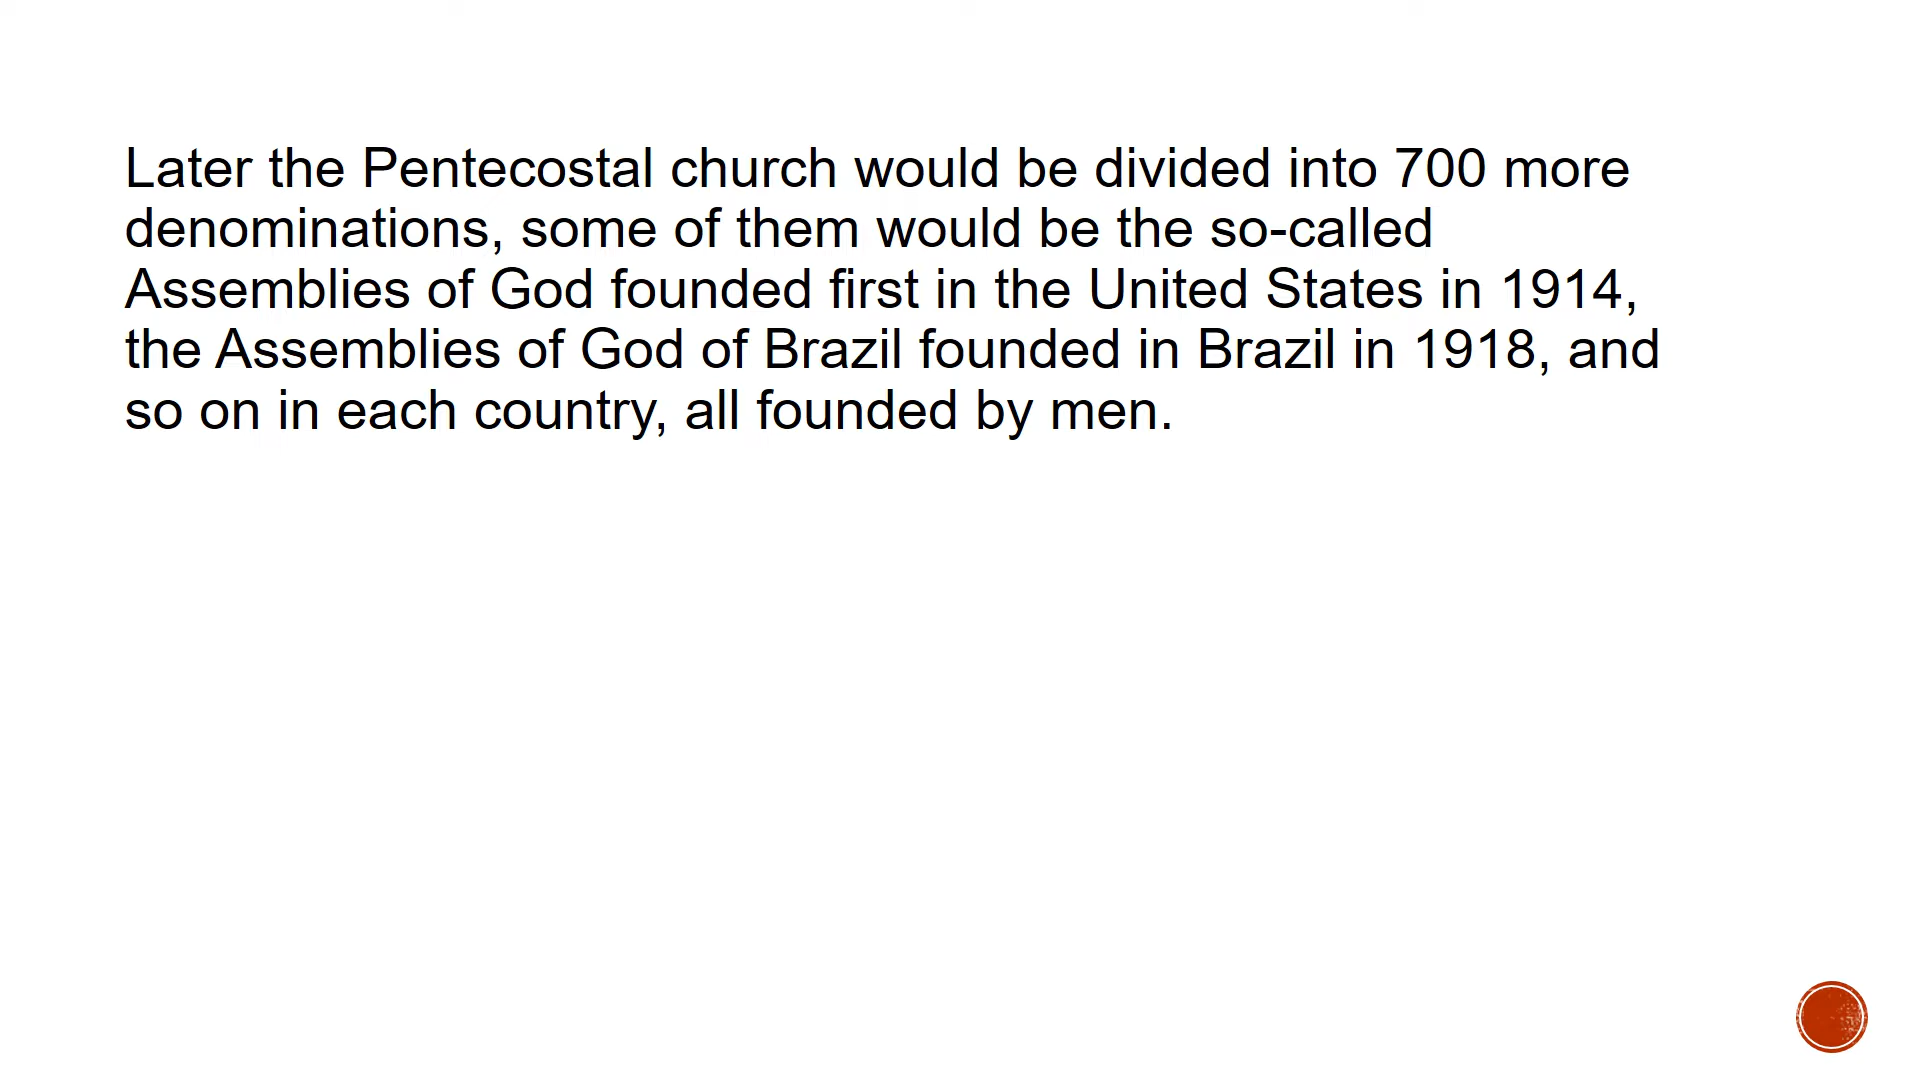 Later the Pentecostal church would be divided into 700 more
denominations, some of them would be the so-called
Assemblies of God founded first in the United States in 1914,
the Assemblies of God of Brazil founded in Brazil in 1918, and
so on in each country, all founded by men.